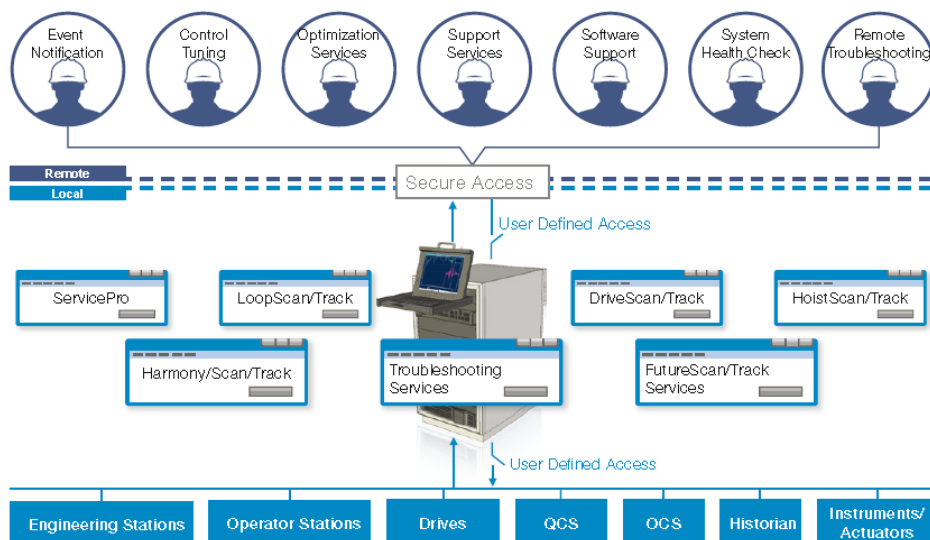 Event
Notification
Control
Tuning
Optimization
Services
Support
Services
Software
Support
System
Health Check
Remote
Troubleshooting
Remote
Local
Secure Access
User Defined Access
ServicePro
LoopScan/Track
DriveScan/Track
HoistScan/Track
Harmony/Scan/Track
Troubleshooting
Services
FutureScan/Track
Services
User Defined Access
Engineering Stations
Operator Stations
Drives
QCS
OCS
Historian
Instruments/
Actuators